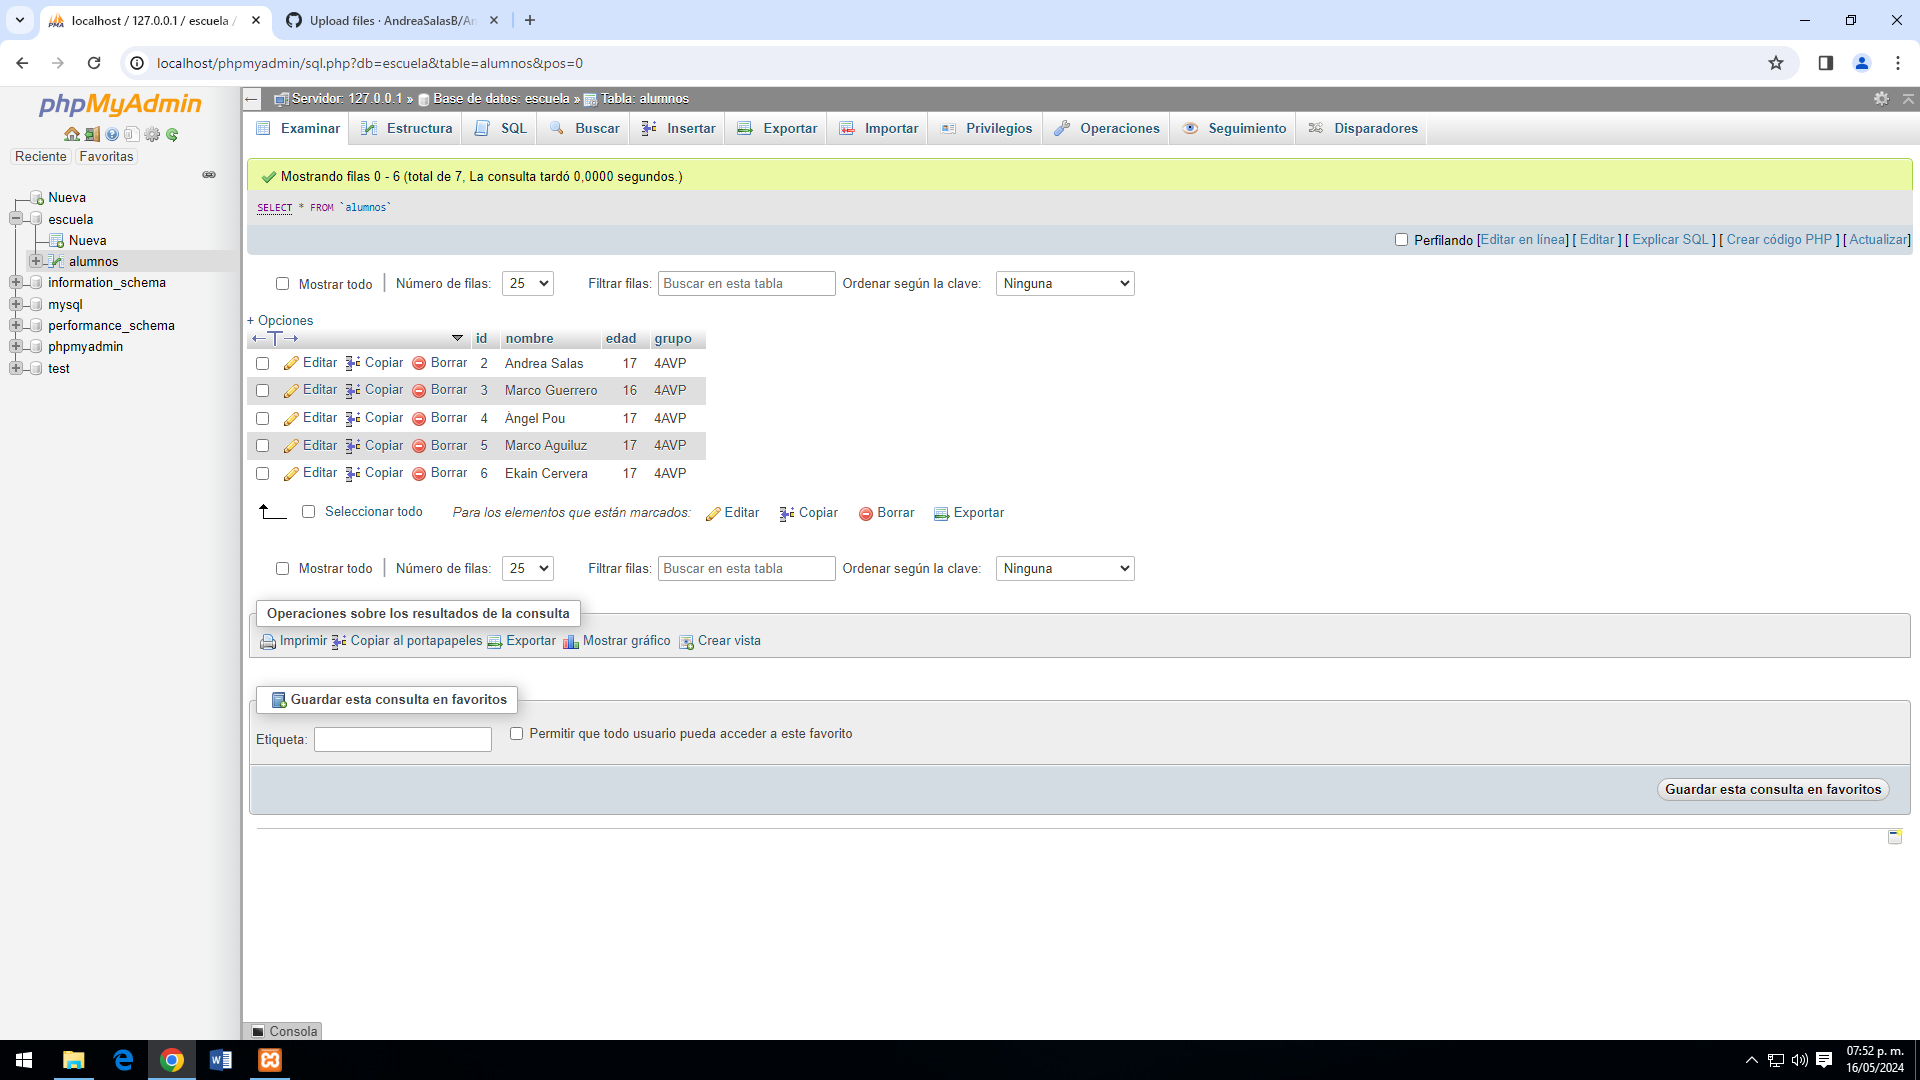 localhost / 127.0.0.1 / escuela /
Upload files · AndreaSalasB/An
localhost/phpmyadmin/sql.php?db=escuela&table=alumnos&pos=0
phpMyAdmin
Reciente Favoritas
Nueva
escuela
Nueva
alumnos
information_schema
mysql
performance_schema
phpmyadmin
test
Servidor: 127.0.0.1 » Base de datos: escuela » Tabla: alumnos
Examinar Estructura SQL Buscar Insertar Exportar Importar Privilegios Operaciones Seguimiento Disparadores
Mostrando filas 0 - 6 (total de 7, La consulta tardó 0,0000 segundos.)
SELECT * FROM `alumnos`
Perfilando [Editar en línea] [ Editar ] [ Explicar SQL ] [ Crear código PHP ] [ Actualizar]
Mostrar todo Número de filas: 25 Filtrar filas: Buscar en esta tabla Ordenar según la clave: Ninguna
+ Opciones
←T→ id nombre edad grupo
Editar Copiar Borrar 2 Andrea Salas 17 4AVP
Editar Copiar Borrar 3 Marco Guerrero 16 4AVP
Editar Copiar Borrar 4 Ángel Pou 17 4AVP
Editar Copiar Borrar 5 Marco Aguiluz 17 4AVP
Editar Copiar Borrar 6 Ekain Cervera 17 4AVP
Seleccionar todo Para los elementos que están marcados: Editar Copiar Borrar Exportar
Mostrar todo Número de filas: 25 Filtrar filas: Buscar en esta tabla Ordenar según la clave: Ninguna
Operaciones sobre los resultados de la consulta
Imprimir Copiar al portapapeles Exportar Mostrar gráfico Crear vista
Guardar esta consulta en favoritos
Etiqueta: Permitir que todo usuario pueda acceder a este favorito
Guardar esta consulta en favoritos
Consola
07:52 p. m.
16/05/2024